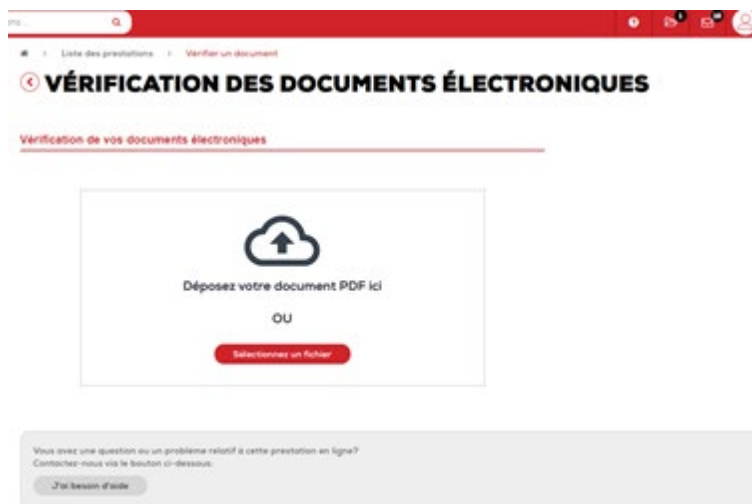 Liste des prestations > Vérifier un document
VÉRIFICATION DES DOCUMENTS ÉLECTRONIQUES
Vérification de vos documents électroniques
Déposez votre document PDF ici
OU
Sélectionnez un fichier
Vous avez une question ou un problème relatif à cette prestation en ligne?
Contactez-nous via le bouton ci-dessous.
J'ai besoin d'aide